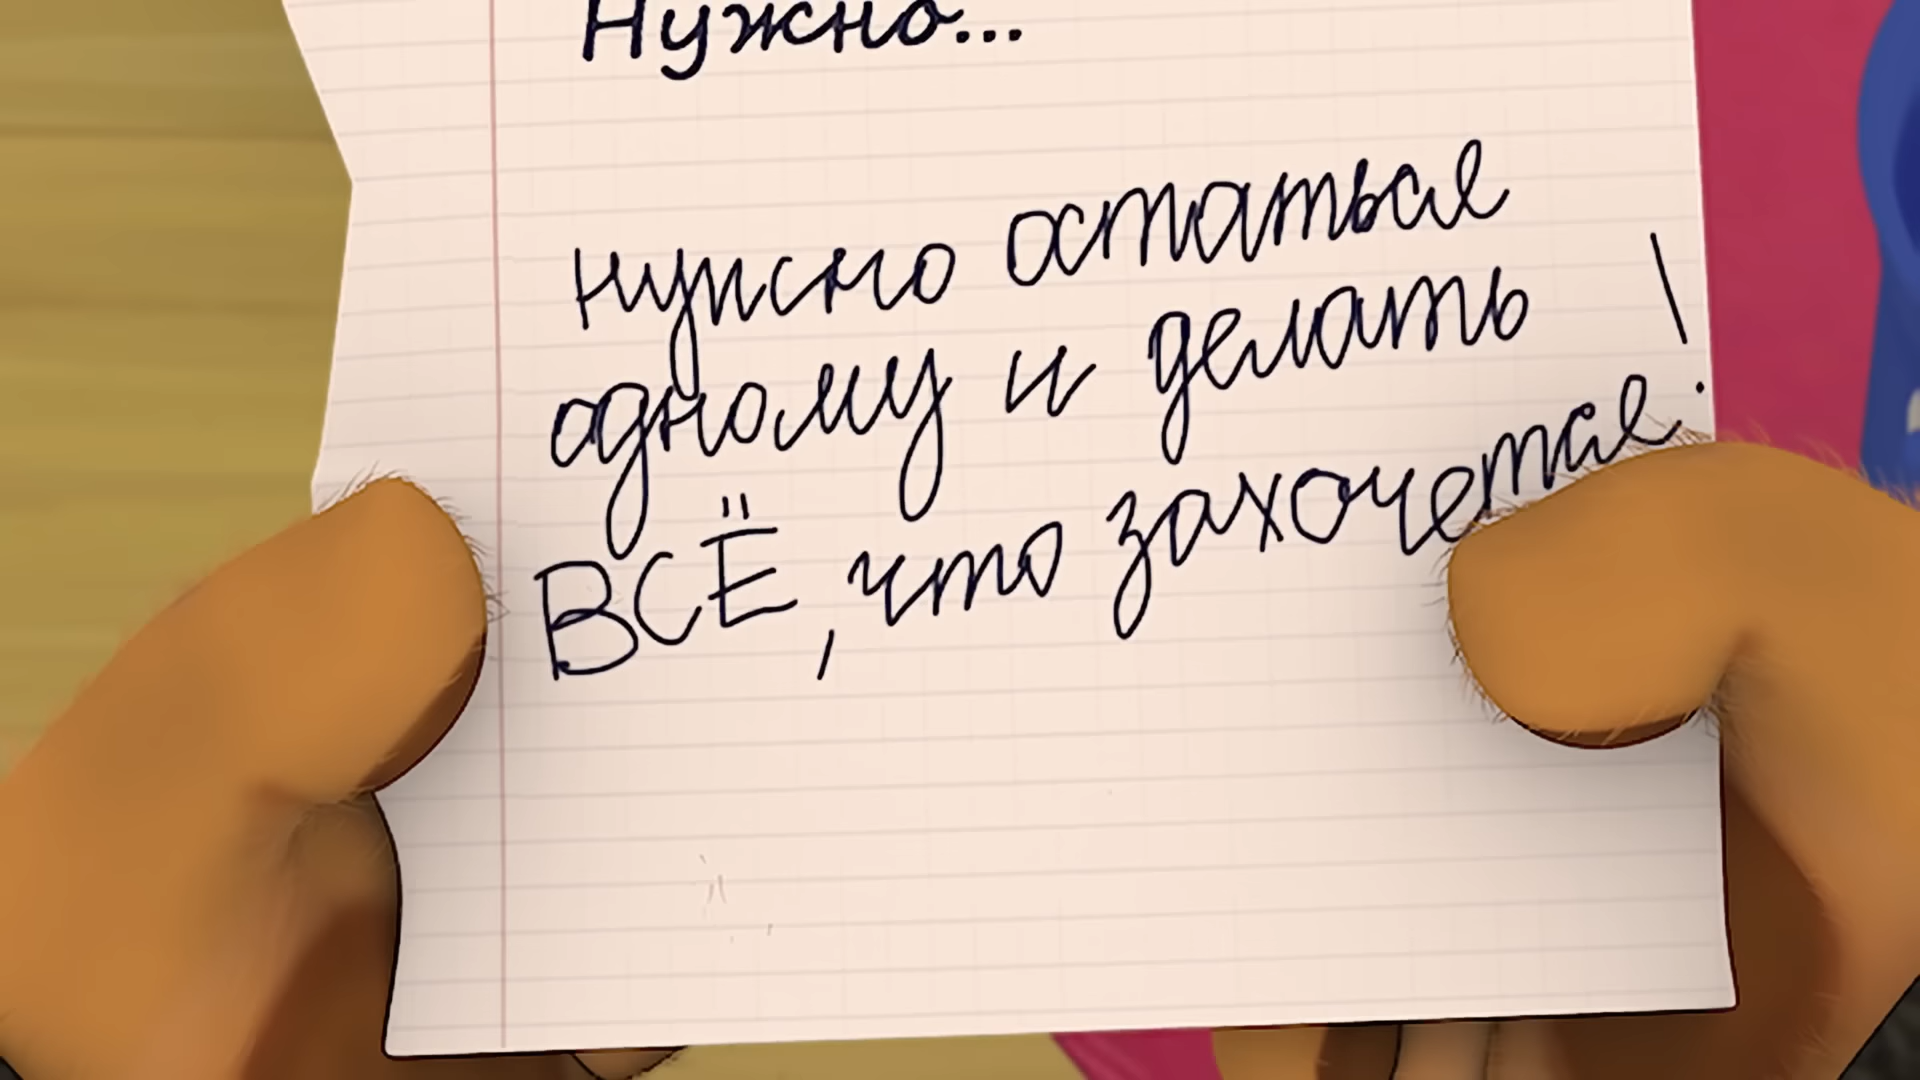 Нужно...
нужно остаться
одному и делать
ВСЁ, что захочется!